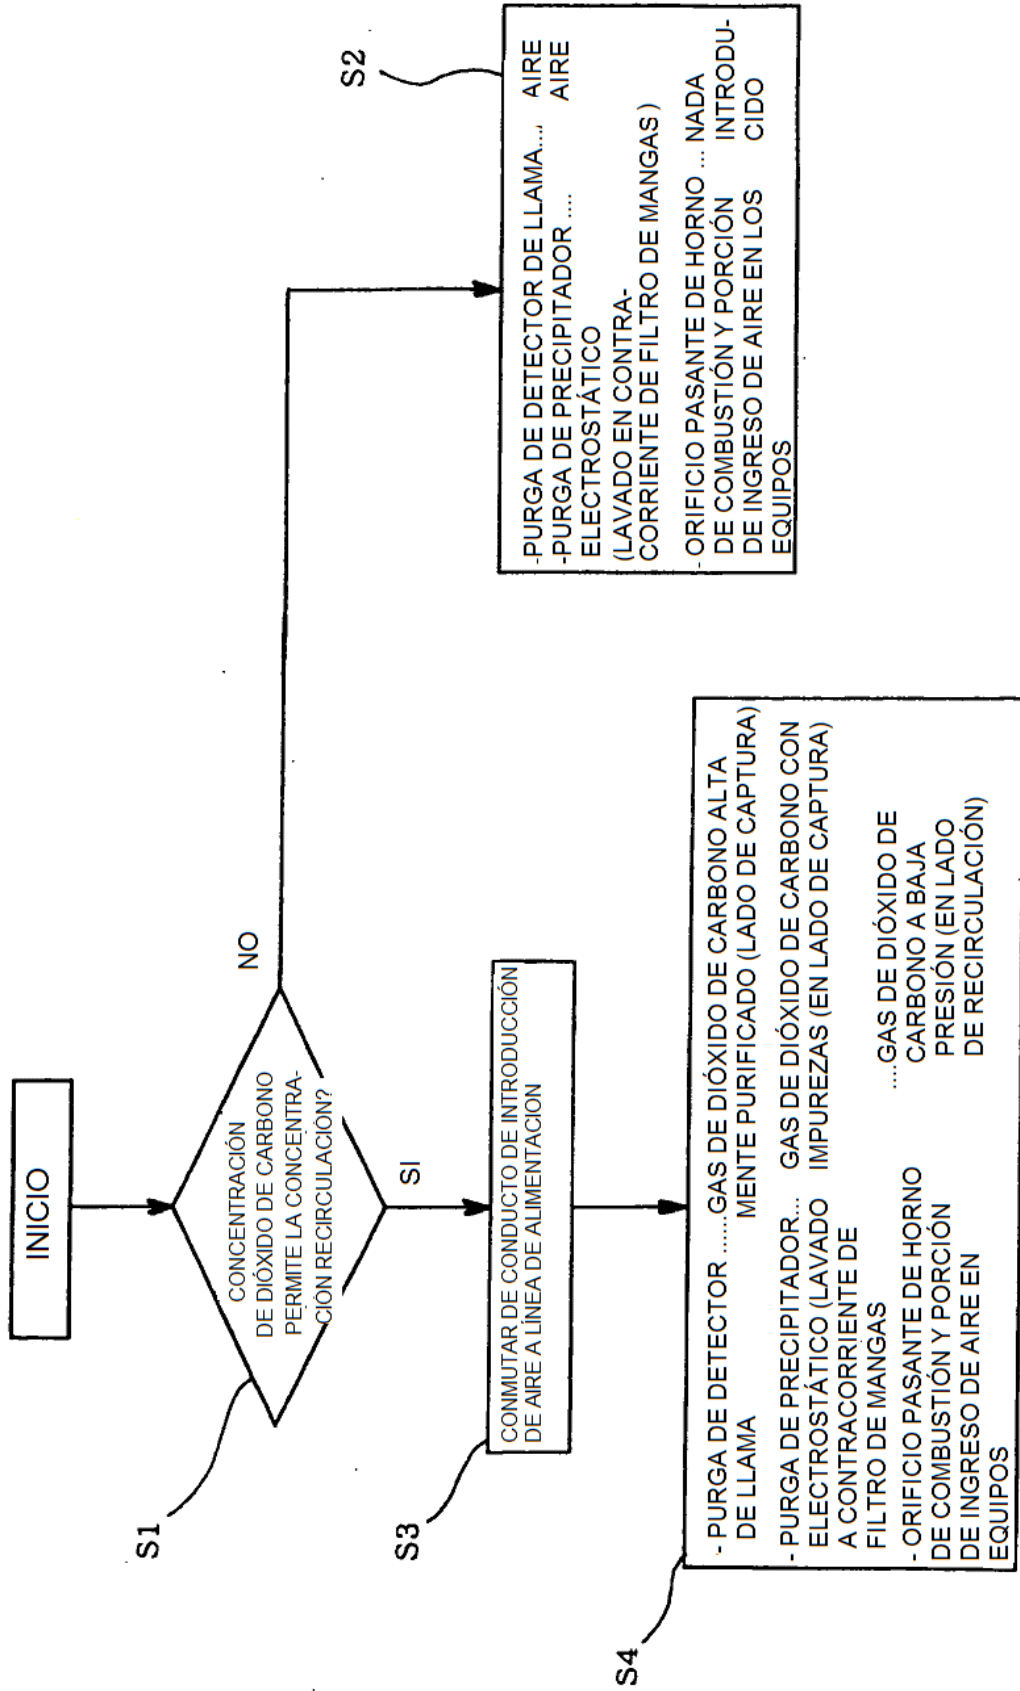 INICIO
S1
CONCENTRACIÓN
DE DIÓXIDO DE CARBONO
PERMITE LA CONCENTRA-
CIÓN RECIRCULACIÓN?
NO
SI
S2
-PURGA DE DETECTOR DE LLAMA.... AIRE
-PURGA DE PRECIPITADOR .... AIRE
ELECTROSTÁTICO
(LAVADO EN CONTRA-
CORRIENTE DE FILTRO DE MANGAS )
- ORIFICIO PASANTE DE HORNO ... NADA
DE COMBUSTIÓN Y PORCIÓN INTRODU-
DE INGRESO DE AIRE EN LOS CIDO
EQUIPOS
S3
CONMUTAR DE CONDUCTO DE INTRODUCCIÓN
DE AIRE A LÍNEA DE ALIMENTACION
S4
- PURGA DE DETECTOR ......GAS DE DIÓXIDO DE CARBONO ALTA
DE LLAMA MENTE PURIFICADO (LADO DE CAPTURA)
- PURGA DE PRECIPITADOR... GAS DE DIÓXIDO DE CARBONO CON
ELECTROSTÁTICO (LAVADO IMPUREZAS (EN LADO DE CAPTURA)
A CONTRACORRIENTE DE
FILTRO DE MANGAS ....GAS DE DIÓXIDO DE
- ORIFICIO PASANTE DE HORNO CARBONO A BAJA
DE COMBUSTIÓN Y PORCIÓN PRESIÓN (EN LADO
DE INGRESO DE AIRE EN DE RECIRCULACIÓN)
EQUIPOS